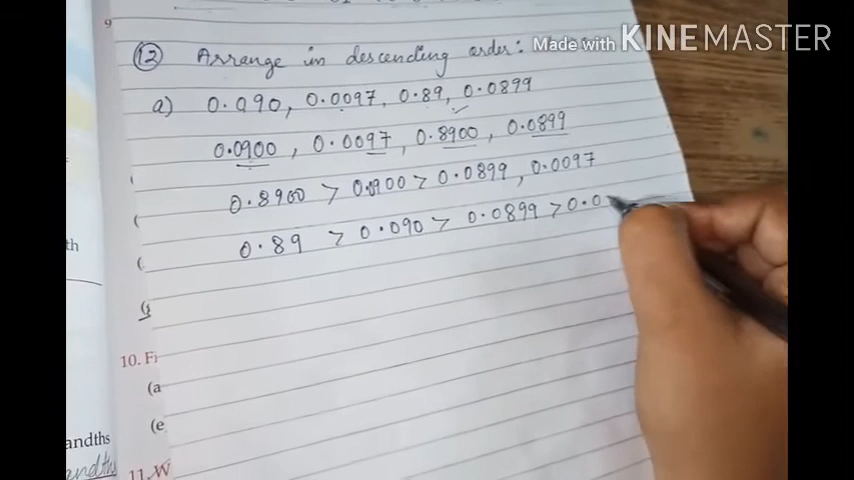 9
Made with KINEMASTER
(12) Arrange in descending order:
a) 0.090, 0.0097, 0.89, 0.0899
0.0900, 0.0097, 0.8900, 0.0899
0.8900 > 0.0900 > 0.0899, 0.0097
0.89 > 0.090 > 0.0899 > 0.0
th
10. Fi
(a
(e
andths
andths
11. W